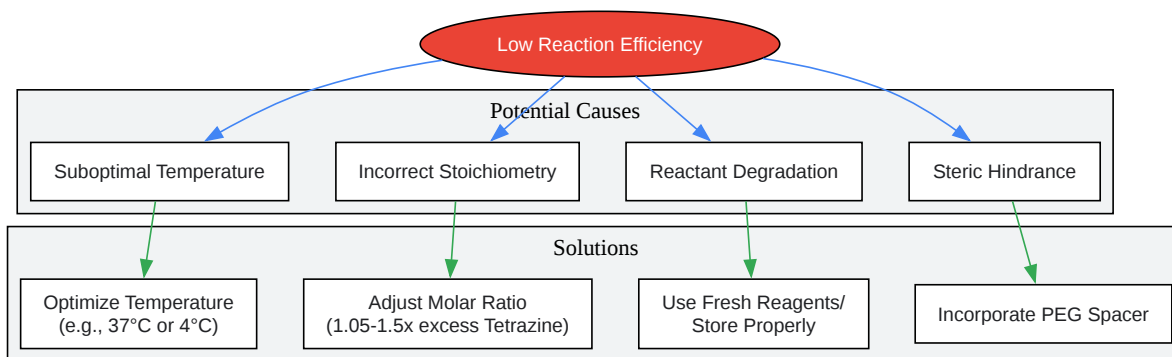 Low Reaction Efficiency
Potential Causes
Suboptimal Temperature
Incorrect Stoichiometry
Reactant Degradation
Steric Hindrance
Solutions
Optimize Temperature
(e.g., 37°C or 4°C)
Adjust Molar Ratio
(1.05-1.5x excess Tetrazine)
Use Fresh Reagents/
Store Properly
Incorporate PEG Spacer